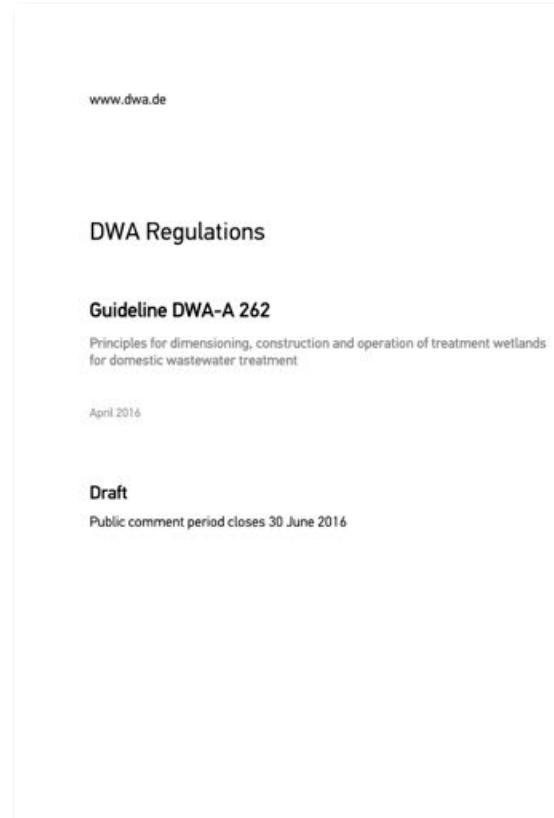 www.dwa.de
DWA Regulations
Guideline DWA-A 262
Principles for dimensioning, construction and operation of treatment wetlands
for domestic wastewater treatment
April 2016
Draft
Public comment period closes 30 June 2016